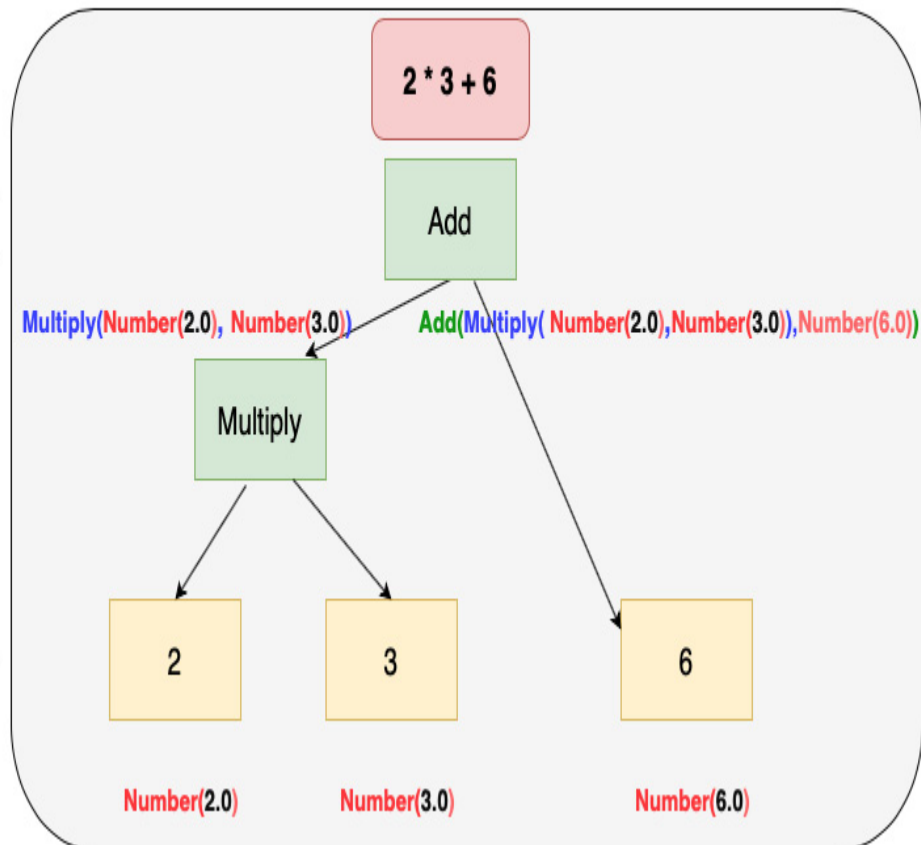 2 * 3 + 6
Add
Multiply(Number(2.0), Number(3.0))
Add(Multiply( Number(2.0),Number(3.0)),Number(6.0))
Multiply
2
3
6
Number(2.0)
Number(3.0)
Number(6.0)